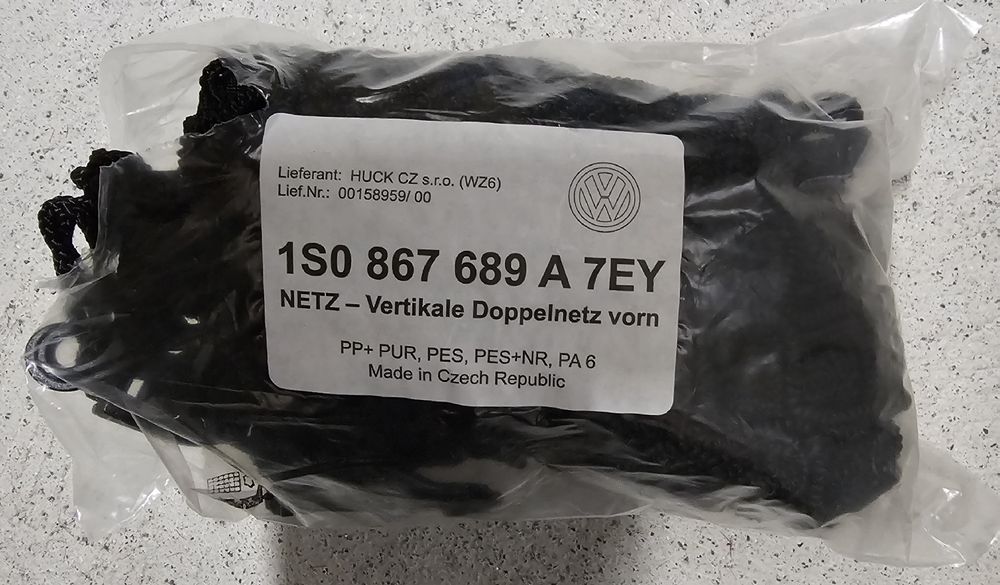 Lieferant: HUCK CZ s.r.o. (WZ6)
Lief.Nr.: 00158959/ 00
1S0 867 689 A 7EY
NETZ – Vertikale Doppelnetz vorn
PP+ PUR, PES, PES+NR, PA 6
Made in Czech Republic